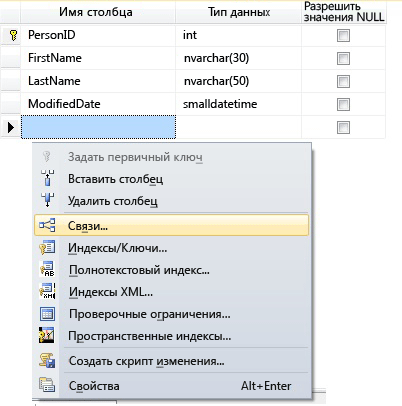 Имя столбца Тип данных Разрешить
значения NULL
PersonID int
FirstName nvarchar(30)
LastName nvarchar(50)
ModifiedDate smalldatetime
Задать первичный ключ
Вставить столбец
Удалить столбец
Связи...
Индексы/Ключи...
Полнотекстовый индекс...
Индексы XML...
Проверочные ограничения...
Пространственные индексы...
Создать скрипт изменения...
Свойства Alt+Enter